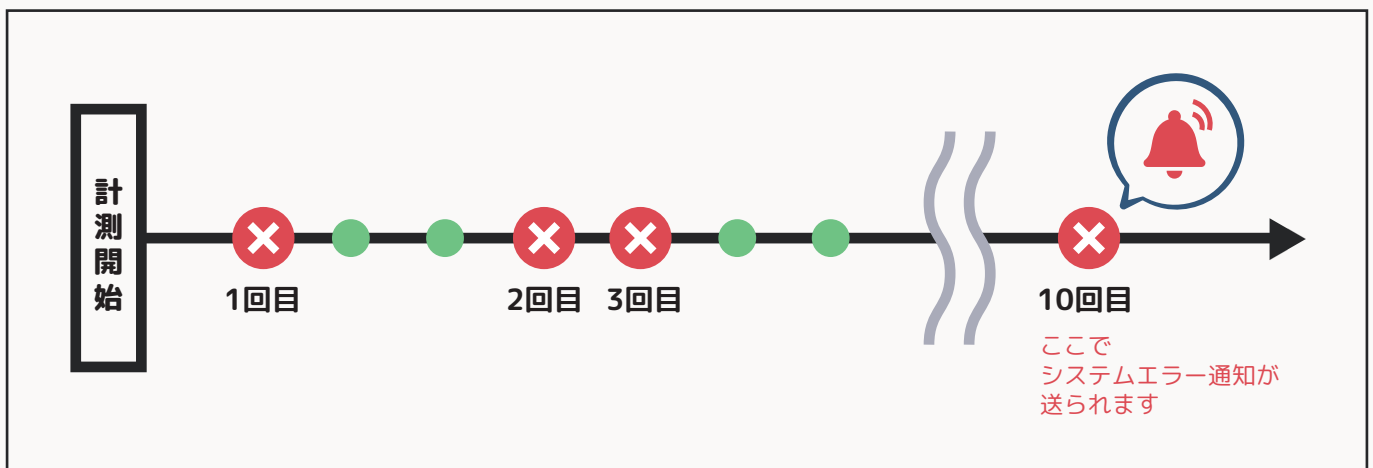 計測開始
1回目
2回目
3回目
10回目
ここで
システムエラー通知が
送られます